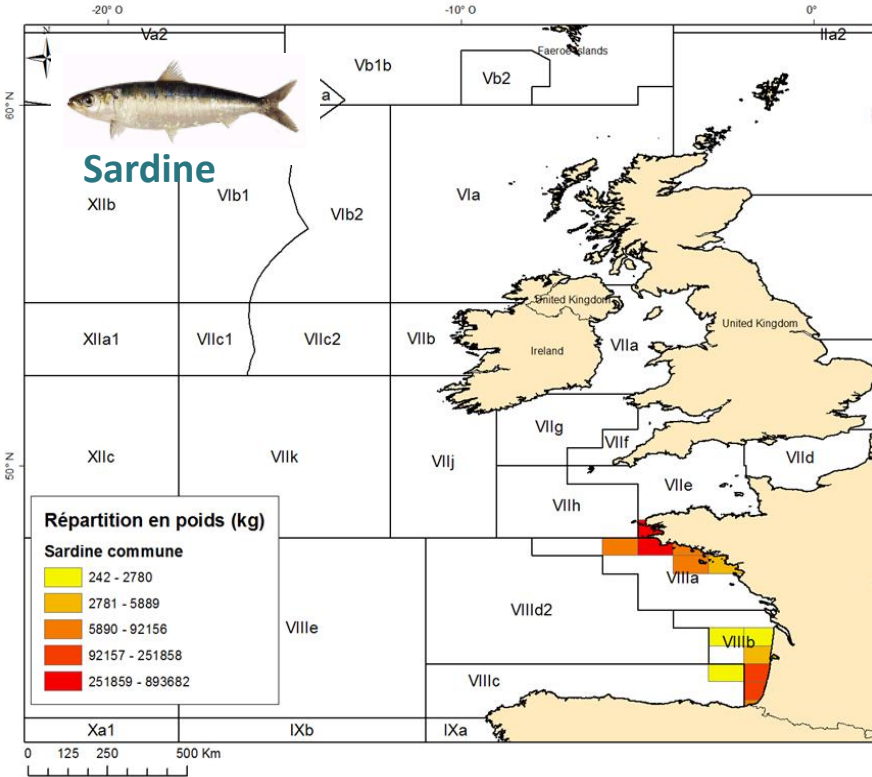 -20° O
-10° O
0°
N
Va2
Faeroe Islands
IIa2
Vb1b
Vb2
a
60° N
Sardine
XIIb
VIb1
VIb2
VIa
United Kingdom
United Kingdom
XIIa1
VIIc1
VIIc2
VIIb
Ireland
VIIa
VIIg
VIIf
50° N
XIIc
VIIk
VIIj
VIId
VIIe
VIIh
Répartition en poids (kg)
Sardine commune
242 - 2780
2781 - 5889
5890 - 92156
92157 - 251858
251859 - 893682
VIIIa
VIIId2
VIIIe
VIIIb
VIIIc
Xa1
IXb
IXa
0 125 250 500 Km